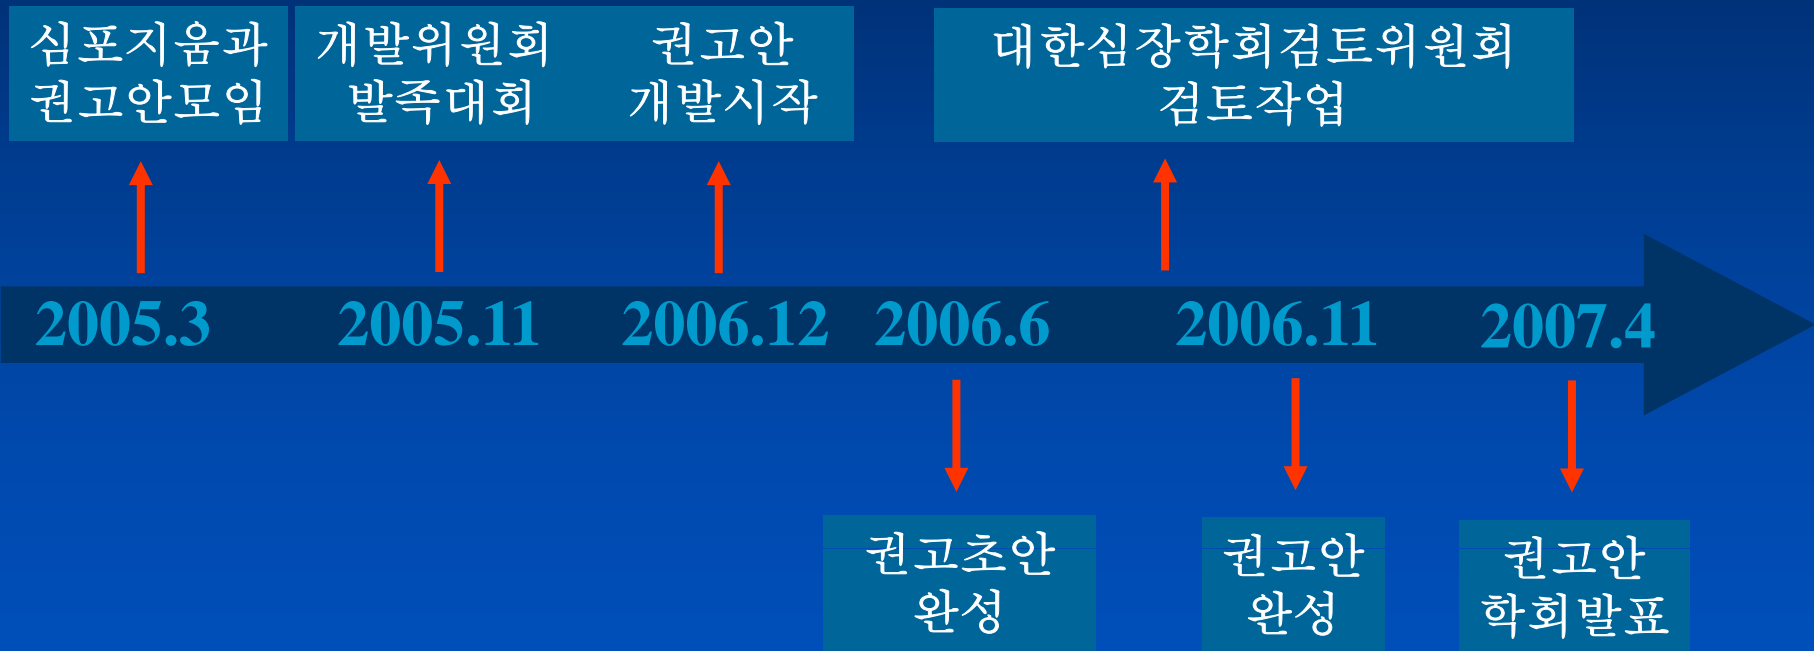 심포지움과
권고안모임
개발위원회
발족대회
권고안
개발시작
대한심장학회검토위원회
검토작업
2005.3
2005.11
2006.12
2006.6
2006.11
2007.4
권고초안
완성
권고안
완성
권고안
학회발표